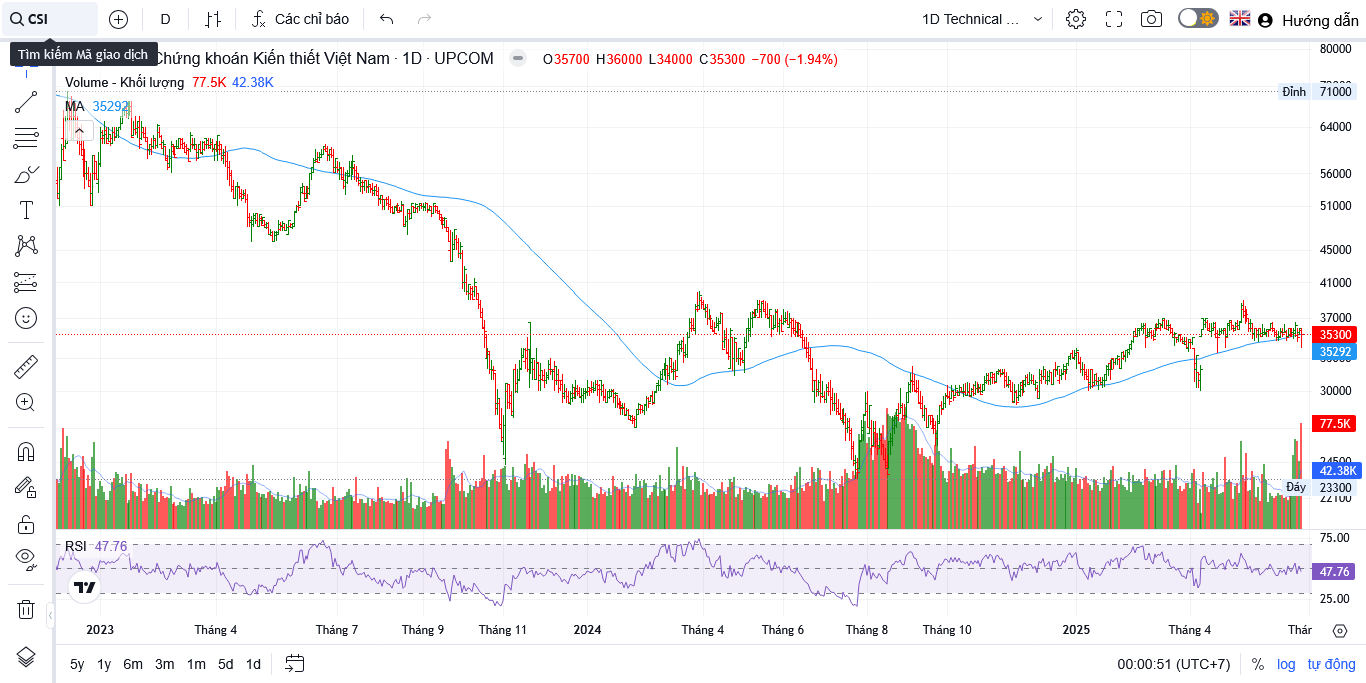 CSI
D
Các chỉ báo
1D Technical ...
Hướng dẫn
Tìm kiếm Mã giao dịch
Chứng khoán Kiến thiết Việt Nam · 1D · UPCOM
O35700 H36000 L34000 C35300 −700 (−1.94%)
Volume - Khối lượng 77.5K 42.38K
MA 35292
80000
Đỉnh 71000
64000
56000
51000
45000
41000
37000
35300
35292
30000
77.5K
24500
42.38K
Đáy 23300
22100
RSI 47.76
75.00
47.76
25.00
2023 Tháng 4 Tháng 7 Tháng 9 Tháng 11 2024 Tháng 4 Tháng 6 Tháng 8 Tháng 10 2025 Tháng 4 Thán
5y 1y 6m 3m 1m 5d 1d
00:00:51 (UTC+7) % log tự động